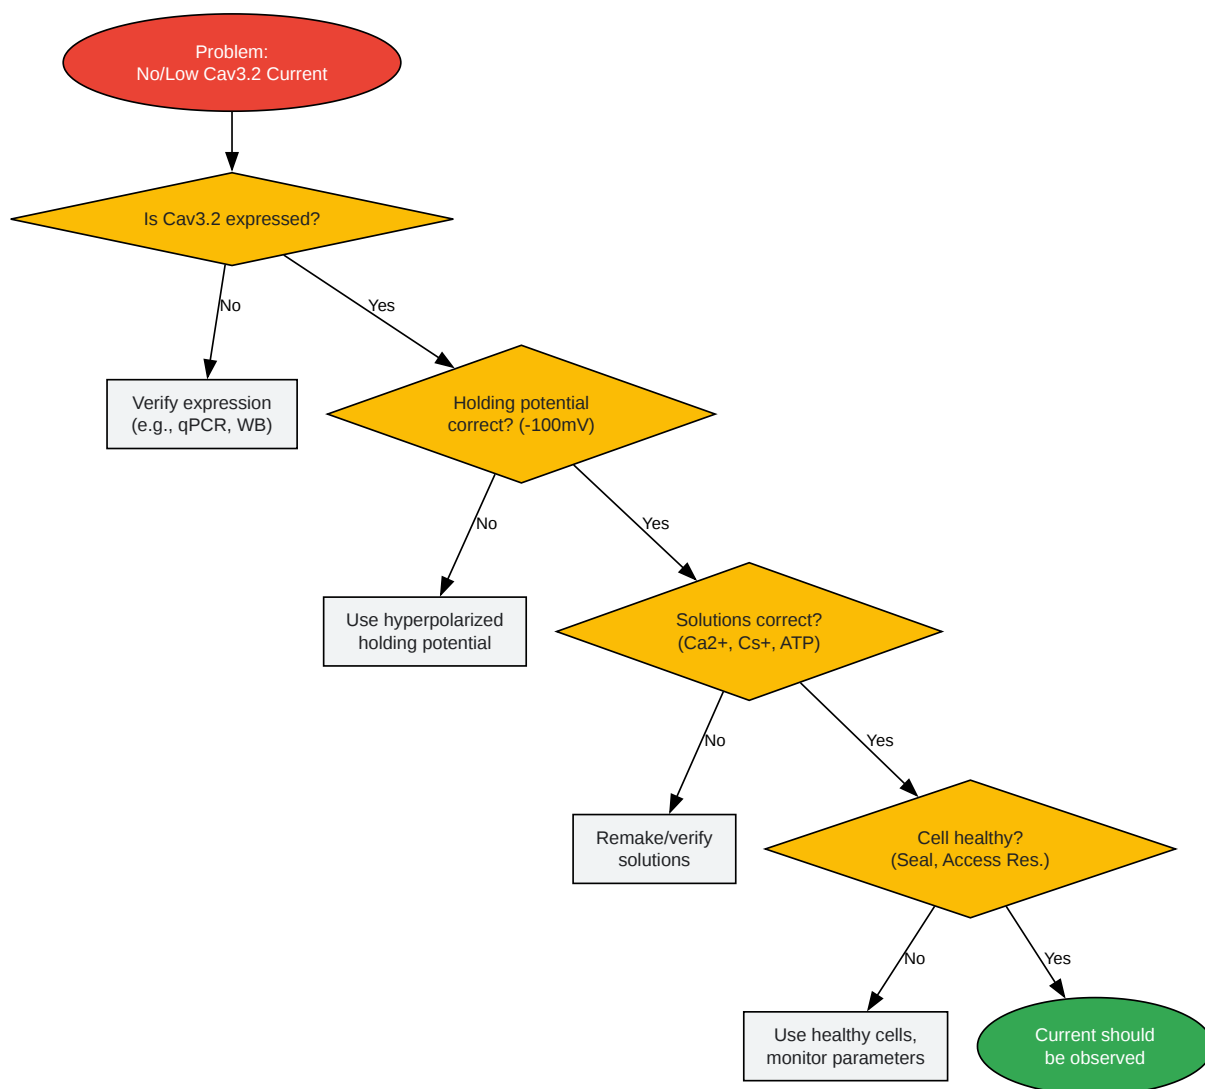 Problem:
No/Low Cav3.2 Current
Is Cav3.2 expressed?
No
Yes
Verify expression
(e.g., qPCR, WB)
Holding potential
correct? (-100mV)
No
Yes
Use hyperpolarized
holding potential
Solutions correct?
(Ca2+, Cs+, ATP)
No
Yes
Remake/verify
solutions
Cell healthy?
(Seal, Access Res.)
No
Yes
Use healthy cells,
monitor parameters
Current should
be observed